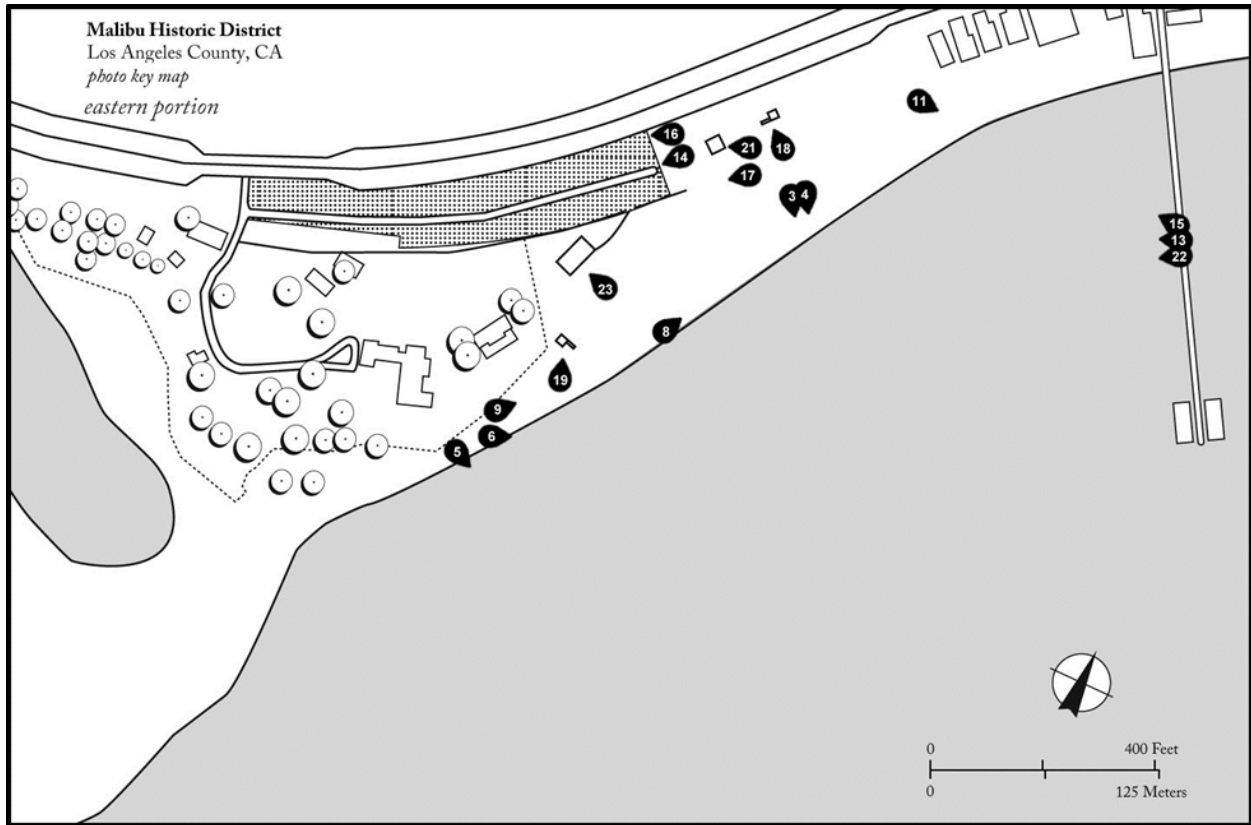 Malibu Historic District
Los Angeles County, CA
photo key map
eastern portion
11
16
14
21
18
17
3 4
15
13
22
23
8
19
9
6
5
0 400 Feet
0 125 Meters